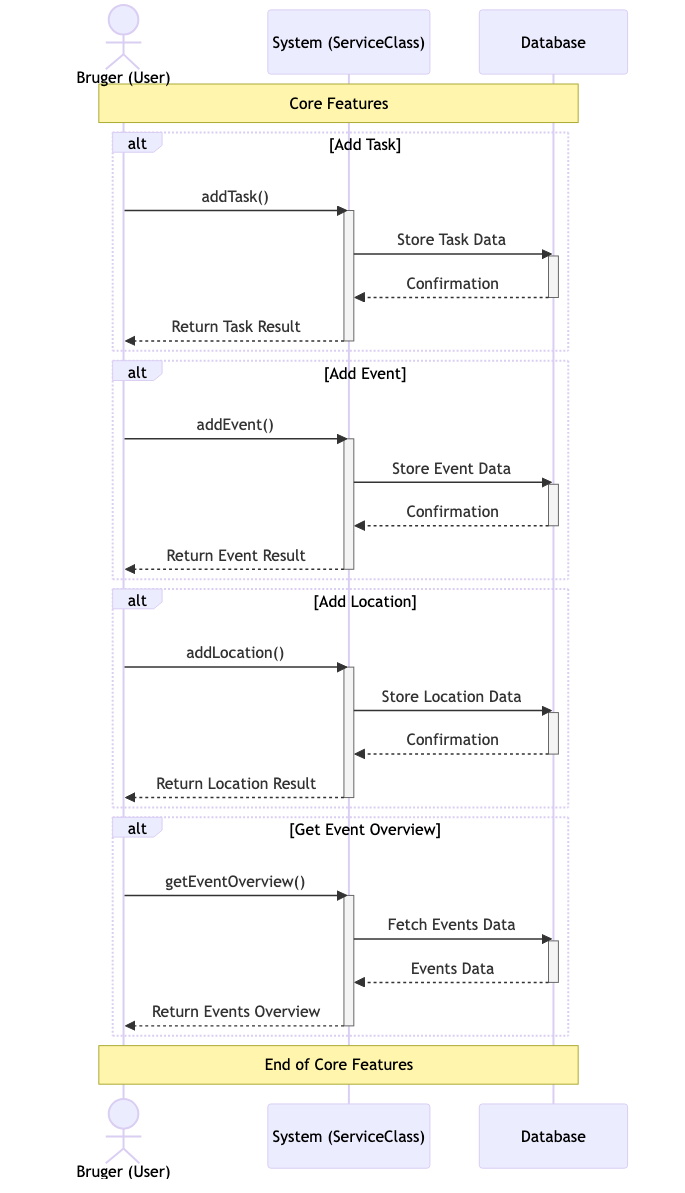 System (ServiceClass)
Database
Bruger (User)
Core Features
alt
[Add Task]
addTask()
Store Task Data
Confirmation
Return Task Result
alt
[Add Event]
addEvent()
Store Event Data
Confirmation
Return Event Result
alt
[Add Location]
addLocation()
Store Location Data
Confirmation
Return Location Result
alt
[Get Event Overview]
getEventOverview()
Fetch Events Data
Events Data
Return Events Overview
End of Core Features
System (ServiceClass)
Database
Bruger (User)